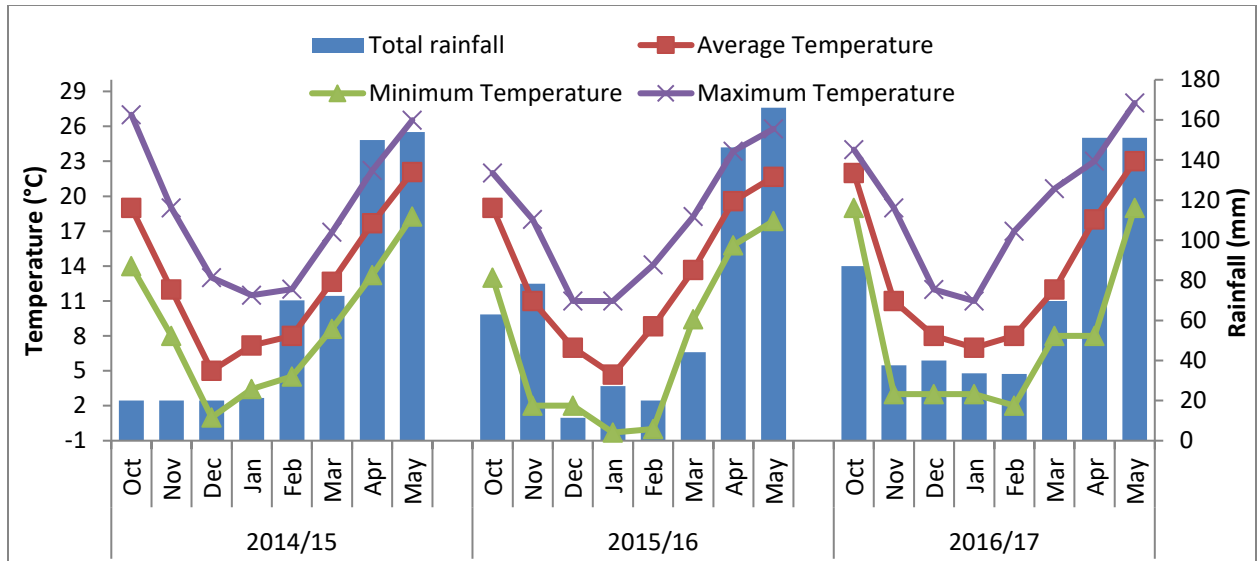 Total rainfall
Average Temperature
Minimum Temperature
Maximum Temperature
Temperature (°C)
29
26
23
20
17
14
11
8
5
2
-1
180
160
140
120
100
80
60
40
20
0
Rainfall (mm)
Oct
Nov
Dec
Jan
Feb
Mar
Apr
May
Oct
Nov
Dec
Jan
Feb
Mar
Apr
May
Oct
Nov
Dec
Jan
Feb
Mar
Apr
May
2014/15
2015/16
2016/17